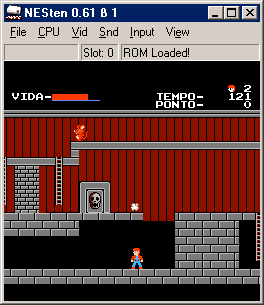 NESten 0.61 ß 1
File CPU Vid Snd Input View
Slot: 0 ROM Loaded!
2
VIDA- TEMPO- 121
PONTO- 0